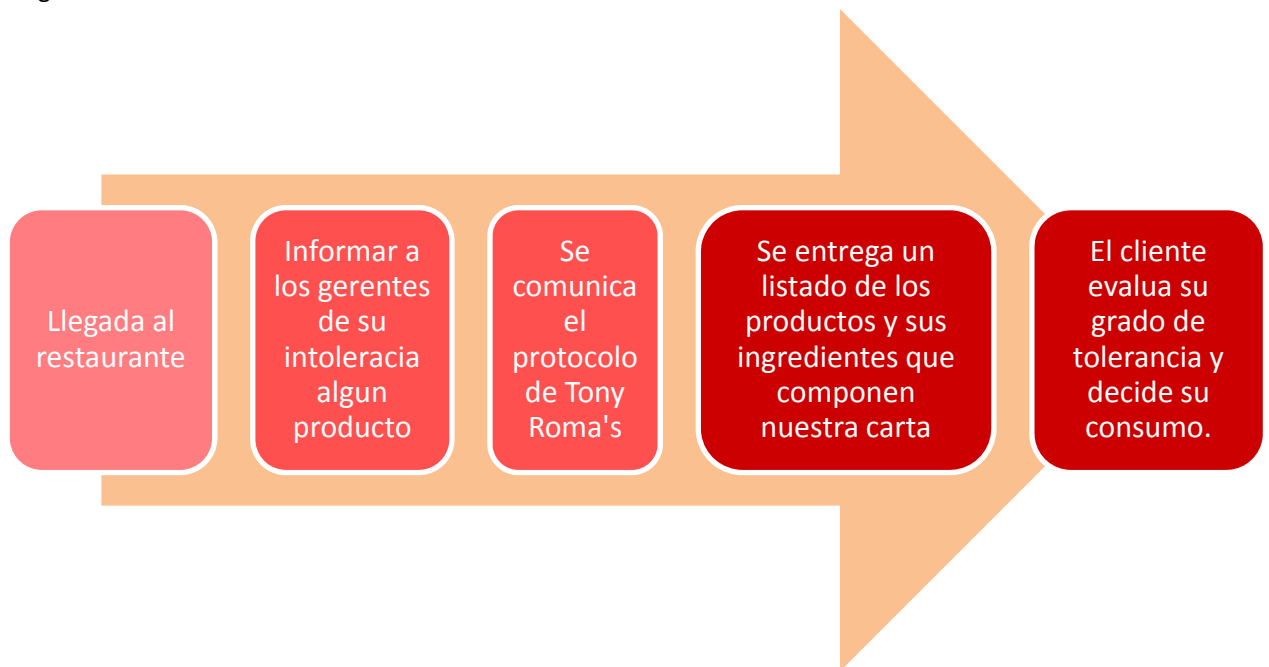 Llegada al
restaurante
Informar a
los gerentes
de su
intoleracia
algun
producto
Se
comunica
el
protocolo
de Tony
Roma's
Se entrega un
listado de los
productos y sus
ingredientes que
componen
nuestra carta
El cliente
evalua su
grado de
tolerancia y
decide su
consumo.